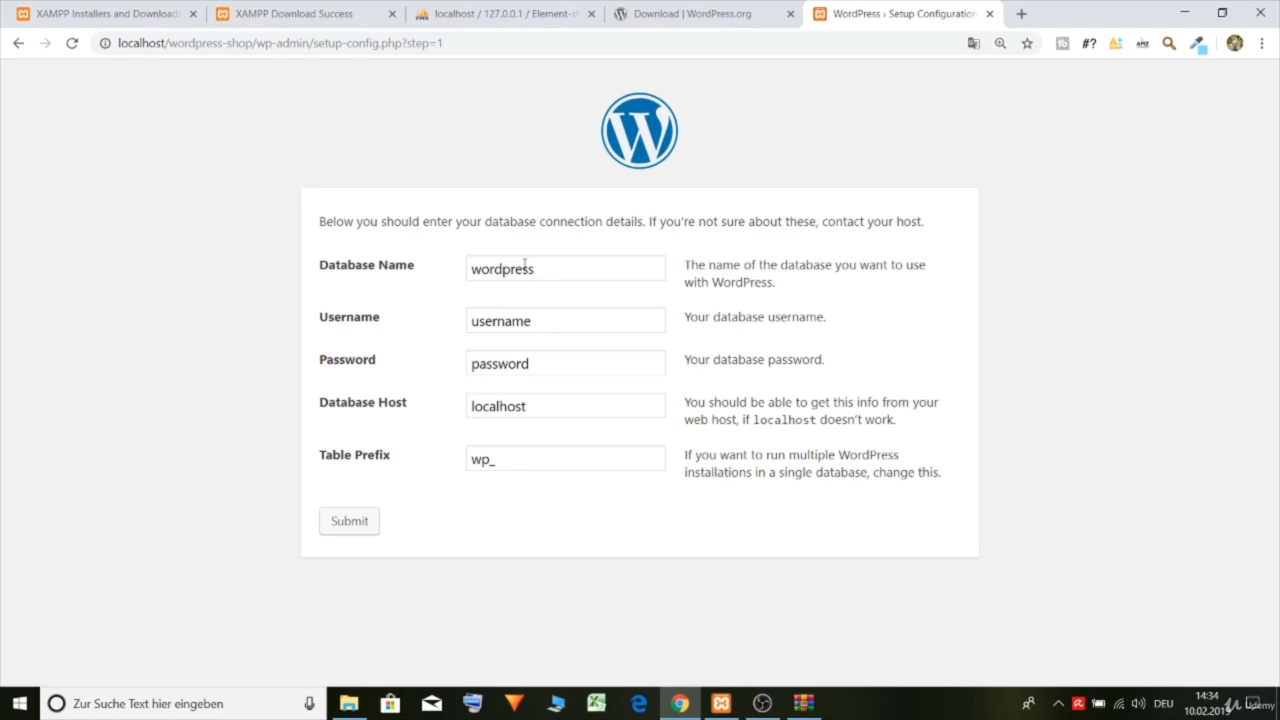 XAMPP Installers and Downloads
XAMPP Download Success
localhost / 127.0.0.1 / Element-sh
Download | WordPress.org
WordPress › Setup Configuration
localhost/wordpress-shop/wp-admin/setup-config.php?step=1
#?
Below you should enter your database connection details. If you're not sure about these, contact your host.
Database Name
wordpress
The name of the database you want to use
with WordPress.
Username
username
Your database username.
Password
password
Your database password.
Database Host
localhost
You should be able to get this info from your
web host, if localhost doesn't work.
Table Prefix
wp_
If you want to run multiple WordPress
installations in a single database, change this.
Submit
Zur Suche Text hier eingeben
DEU
14:34
10.02.2019
Udemy